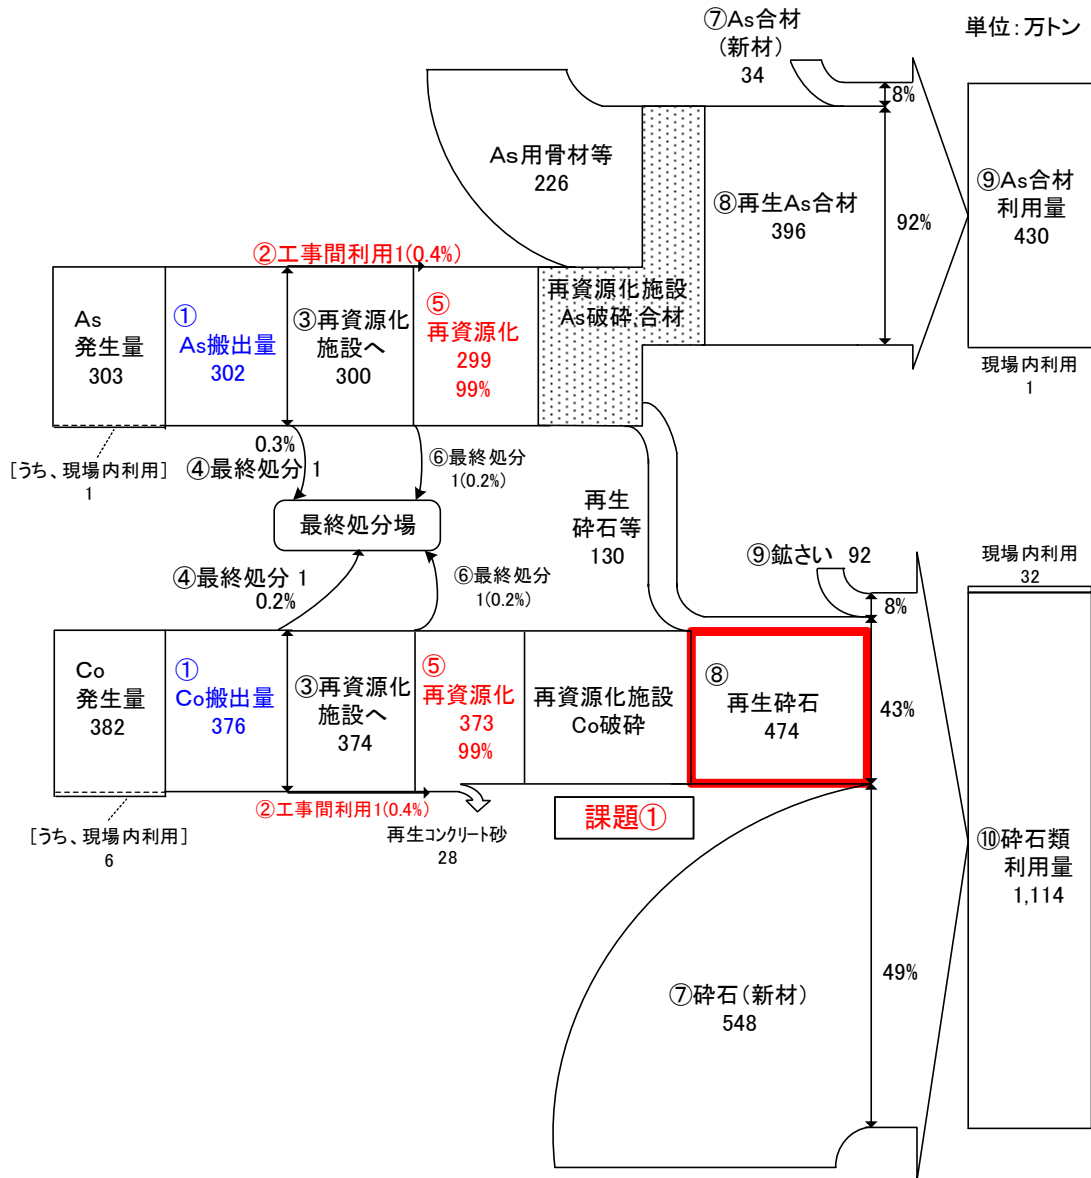 単位：万トン
⑦As合材
（新材）
34
8%
As用骨材等
226
⑧再生As合材
396
92%
⑨As合材
利用量
430
現場内利用
1
②工事間利用1(0.4%)
As
発生量
303
①
As搬出量
302
③再資源化
施設へ
300
⑤
再資源化
299
99%
再資源化施設
As破砕,合材
[うち、現場内利用]
1
0.3%
④最終処分 1
⑥最終処分
1(0.2%)
最終処分場
④最終処分 1
0.2%
⑥最終処分
1(0.2%)
再生
砕石等
130
⑨鉱さい 92
8%
現場内利用
32
Co
発生量
382
①
Co搬出量
376
③再資源化
施設へ
374
⑤
再資源化
373
99%
再資源化施設
Co破砕
⑧
再生砕石
474
43%
[うち、現場内利用]
6
②工事間利用1(0.4%)
再生コンクリート砂
28
課題①
⑦砕石（新材）
548
49%
⑩砕石類
利用量
1,114